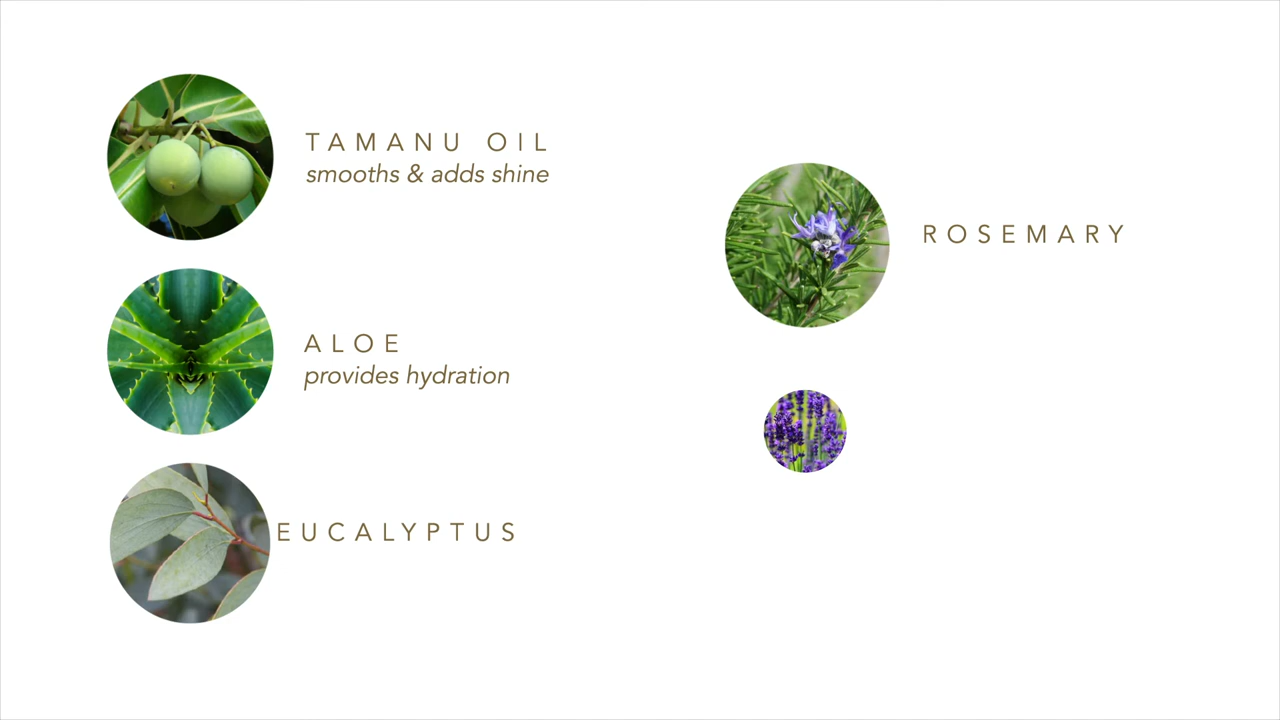 TAMANU OIL
smooths & adds shine
ALOE
provides hydration
EUCALYPTUS
ROSEMARY